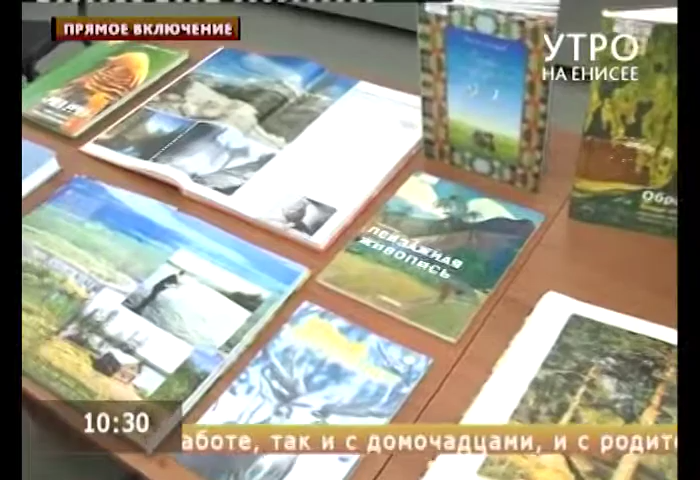 ПРЯМОЕ ВКЛЮЧЕНИЕ
УТРО
НА ЕНИСЕЕ
ПЕЙЗАЖНАЯ
ЖИВОПИСЬ
10:30
аботе, так и с домочадцами, и с родит